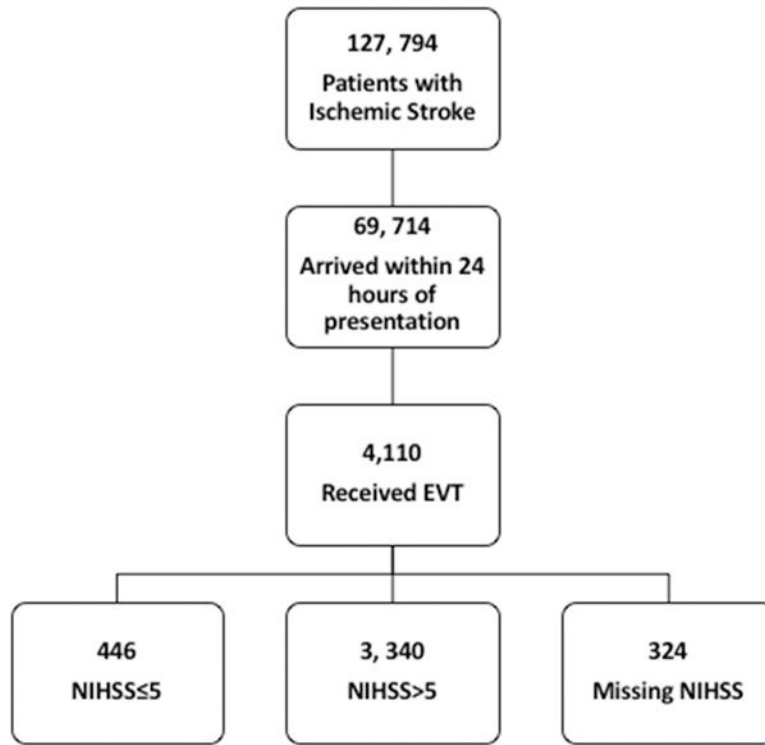 127, 794
Patients with
Ischemic Stroke
69, 714
Arrived within 24
hours of
presentation
4,110
Received EVT
446
NIHSS≤5
3, 340
NIHSS>5
324
Missing NIHSS